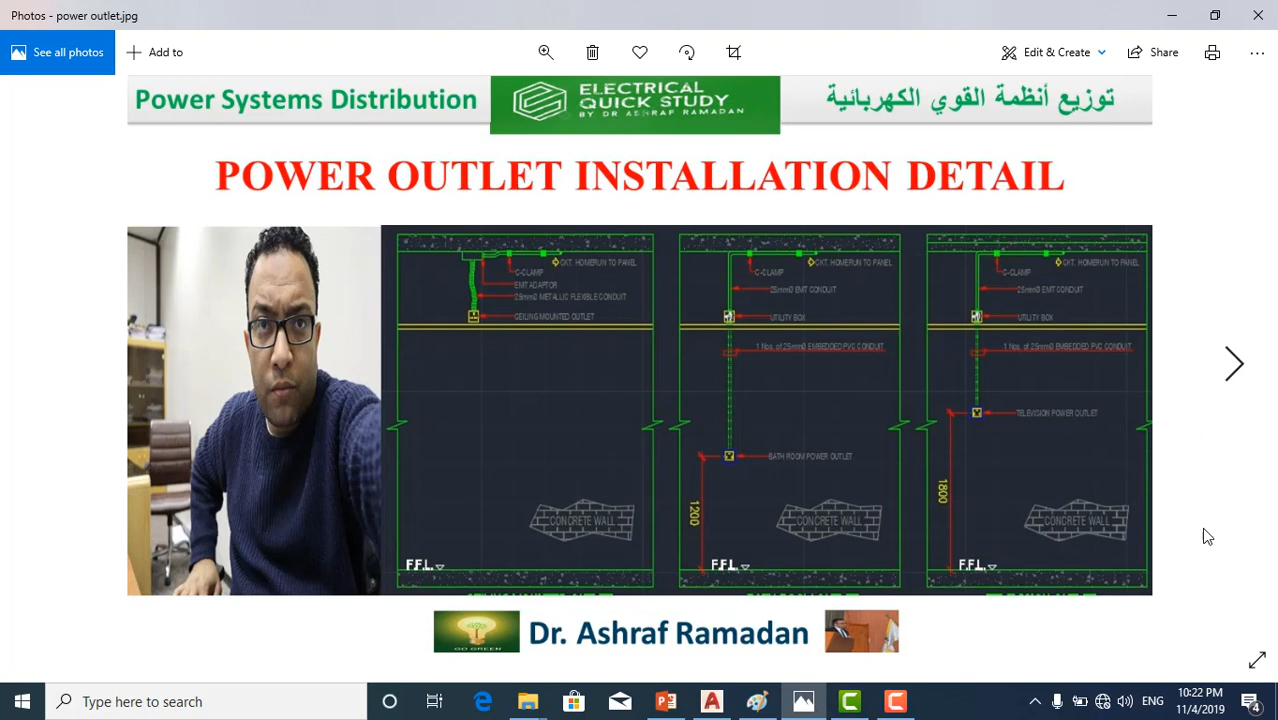 Photos - power outlet.jpg
See all photos
Add to
Edit & Create
Share
Power Systems Distribution
ELECTRICAL
QUICK STUDY
BY DR ASHRAF RAMADAN
توزيع أنظمة القوي الكهربائية
POWER OUTLET INSTALLATION DETAIL
CKT. HOMERUN TO PANEL
C-CLAMP
EMT ADAPTOR
25mmØ METALLIC FLEXIBLE CONDUIT
CEILING MOUNTED OUTLET
CONCRETE WALL
F.F.L.
CKT. HOMERUN TO PANEL
C-CLAMP
25mmØ EMT CONDUIT
UTILITY BOX
1 Nos. of 25mmØ EMBEDDED PVC CONDUIT
BATH ROOM POWER OUTLET
1200
CONCRETE WALL
F.F.L.
CKT. HOMERUN TO PANEL
C-CLAMP
25mmØ EMT CONDUIT
UTILITY BOX
1 Nos. of 25mmØ EMBEDDED PVC CONDUIT
TELEVISION POWER OUTLET
1800
CONCRETE WALL
F.F.L.
GO GREEN
Dr. Ashraf Ramadan
Type here to search
ENG
10:22 PM
11/4/2019
4